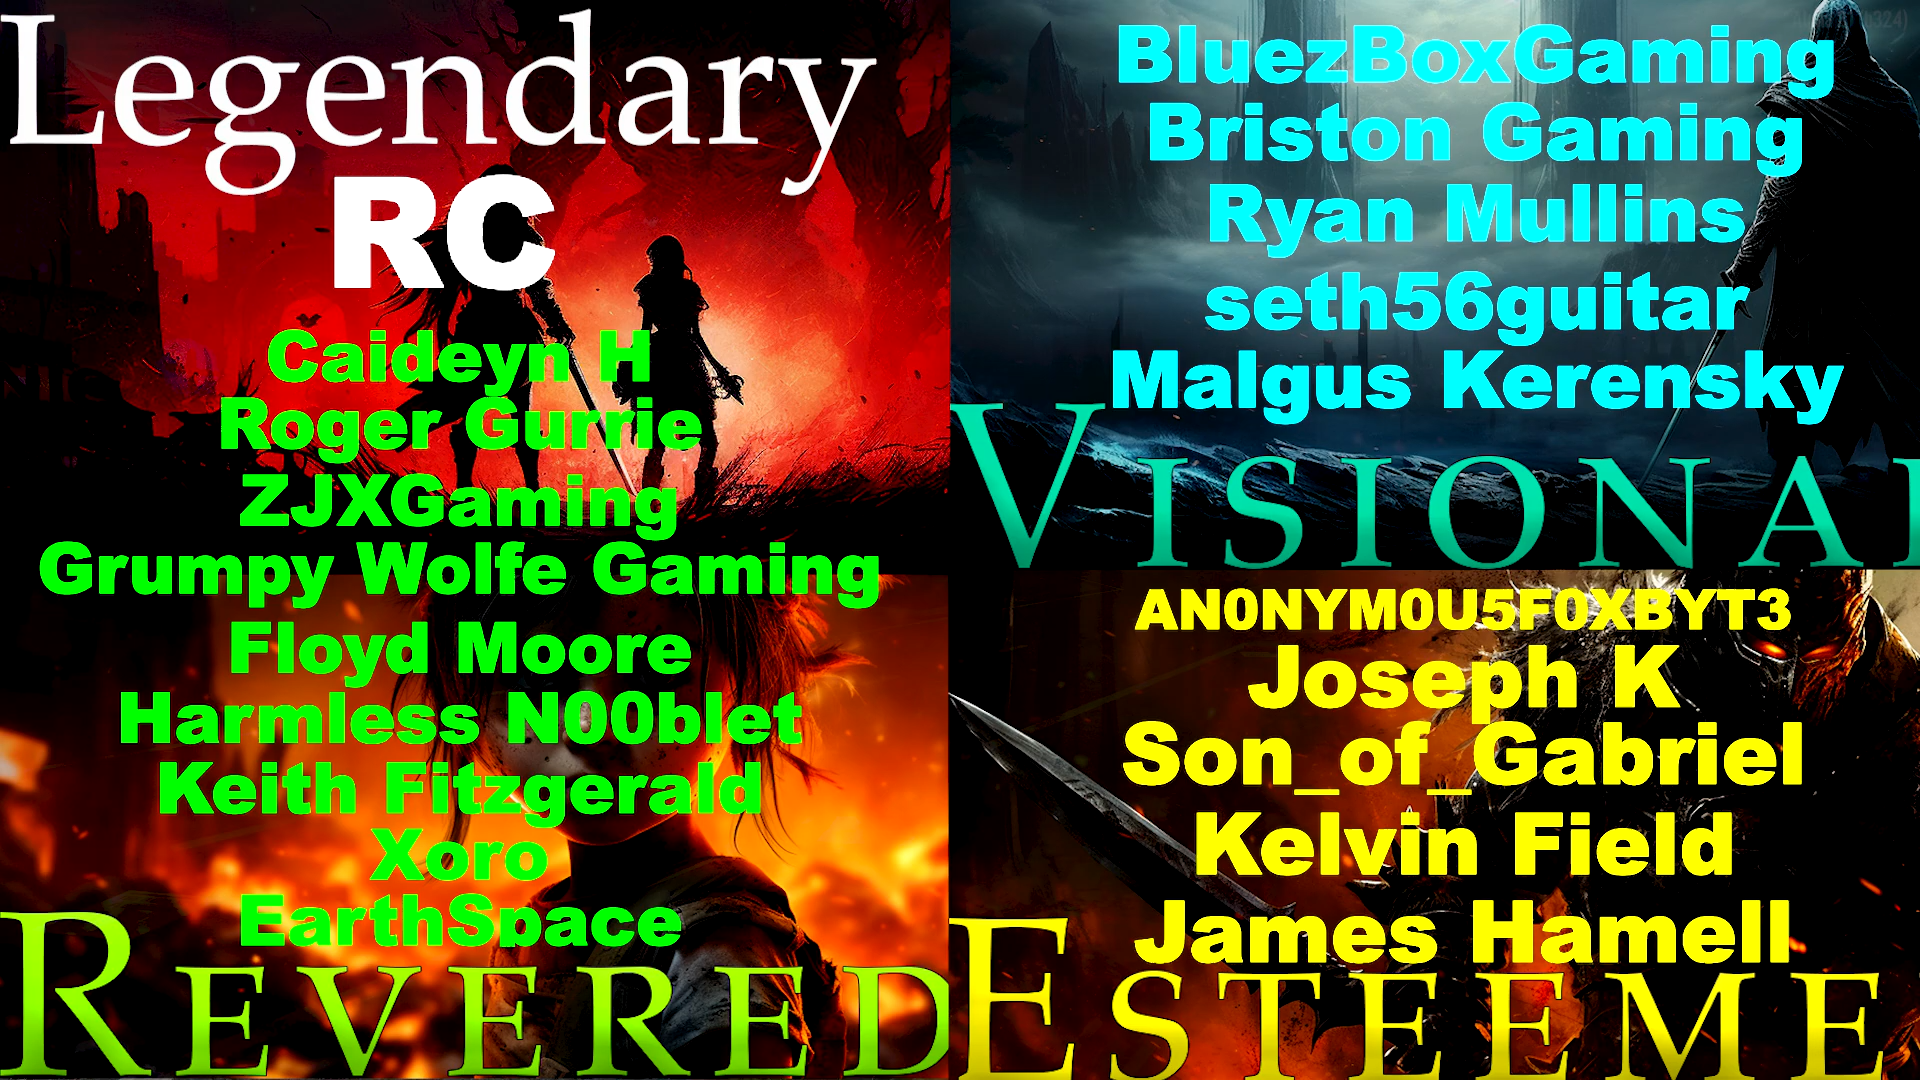 Legendary
RC
Caideyn H
Roger Gurrie
ZJXGaming
Grumpy Wolfe Gaming
Floyd Moore
Harmless N00blet
Keith Fitzgerald
Xoro
EarthSpace
REVERED
BluezBoxGaming
Briston Gaming
Ryan Mullins
seth56guitar
Malgus Kerensky
VISIONAR
AN0NYM0U5F0XBYT3
Joseph K
Son_of_Gabriel
Kelvin Field
James Hamell
ESTEEME